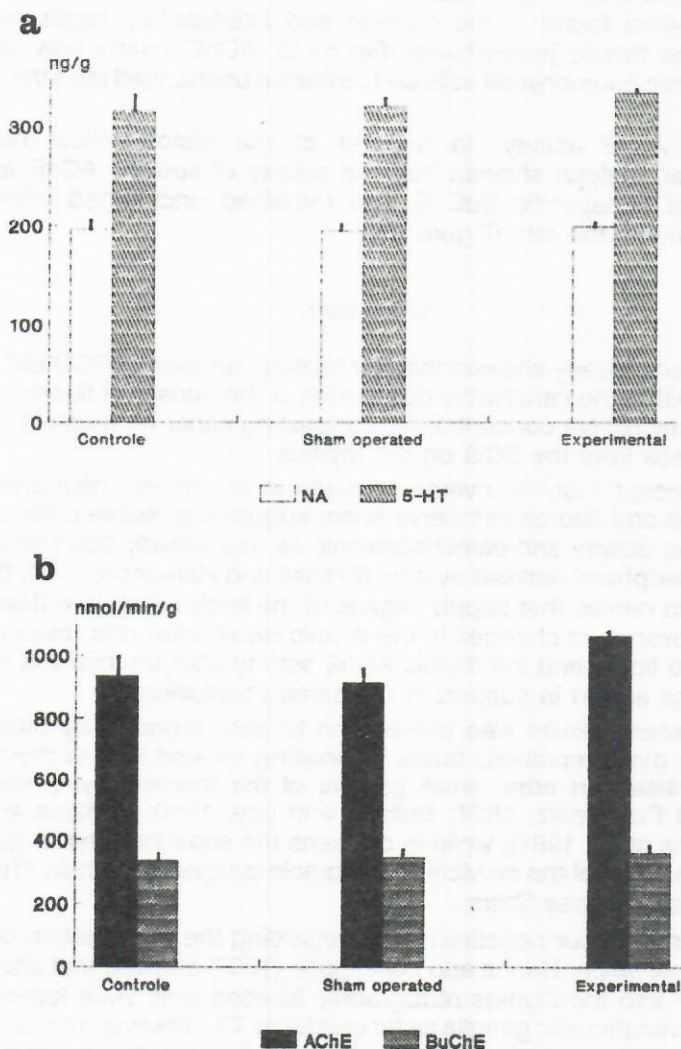 a
ng/g
300
200
100
0
Controle Sham operated Experimental
NA 5-HT
b
nmol/min/g
1000
800
600
400
200
0
Controle Sham operated Experimental
AChE BuChE